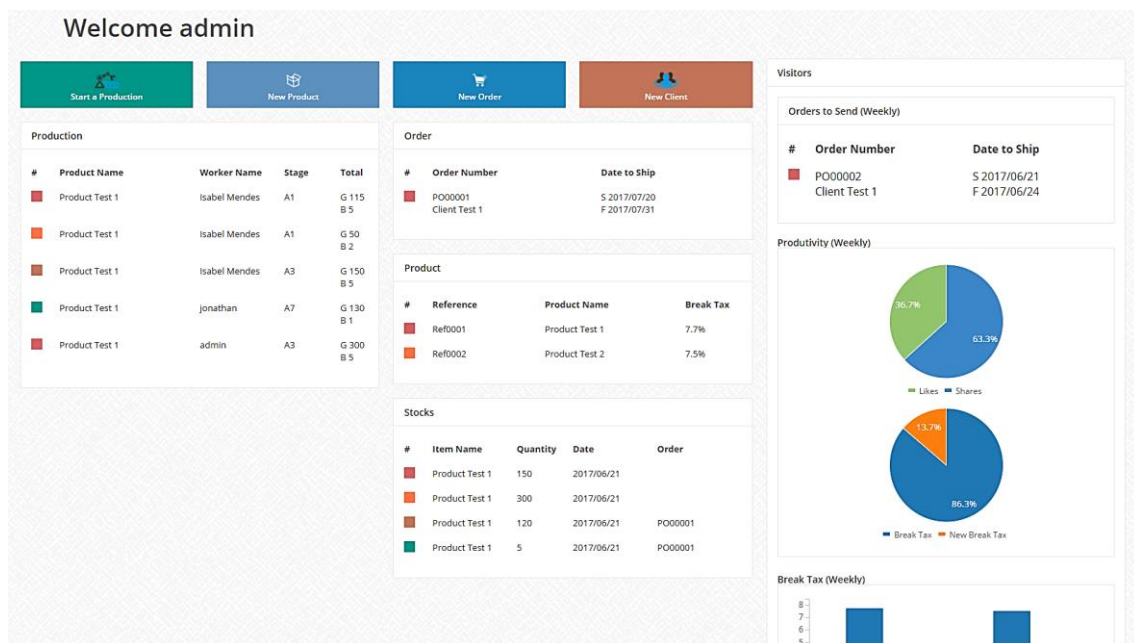 Welcome admin
Start a Production
New Product
New Order
New Client
Production
# Product Name Worker Name Stage Total
Product Test 1 Isabel Mendes A1 G 115
B 5
Product Test 1 Isabel Mendes A1 G 50
B 2
Product Test 1 Isabel Mendes A3 G 150
B 5
Product Test 1 jonathan A7 G 130
B 1
Product Test 1 admin A3 G 300
B 5
Order
# Order Number Date to Ship
PO00001 S 2017/07/20
Client Test 1 F 2017/07/31
Product
# Reference Product Name Break Tax
Ref0001 Product Test 1 7.7%
Ref0002 Product Test 2 7.5%
Stocks
# Item Name Quantity Date Order
Product Test 1 150 2017/06/21
Product Test 1 300 2017/06/21
Product Test 1 120 2017/06/21 PO00001
Product Test 1 5 2017/06/21 PO00001
Visitors
Orders to Send (Weekly)
# Order Number Date to Ship
PO00002 S 2017/06/21
Client Test 1 F 2017/06/24
Produtivity (Weekly)
36.7%
63.3%
Likes Shares
13.7%
86.3%
Break Tax New Break Tax
Break Tax (Weekly)
8
7
6
5